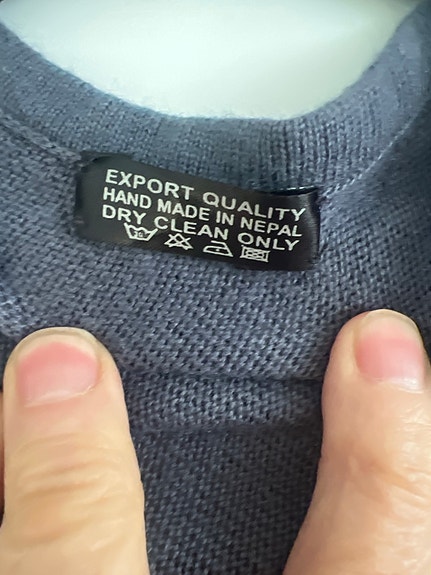 EXPORT QUALITY
HAND MADE IN NEPAL
DRY CLEAN ONLY